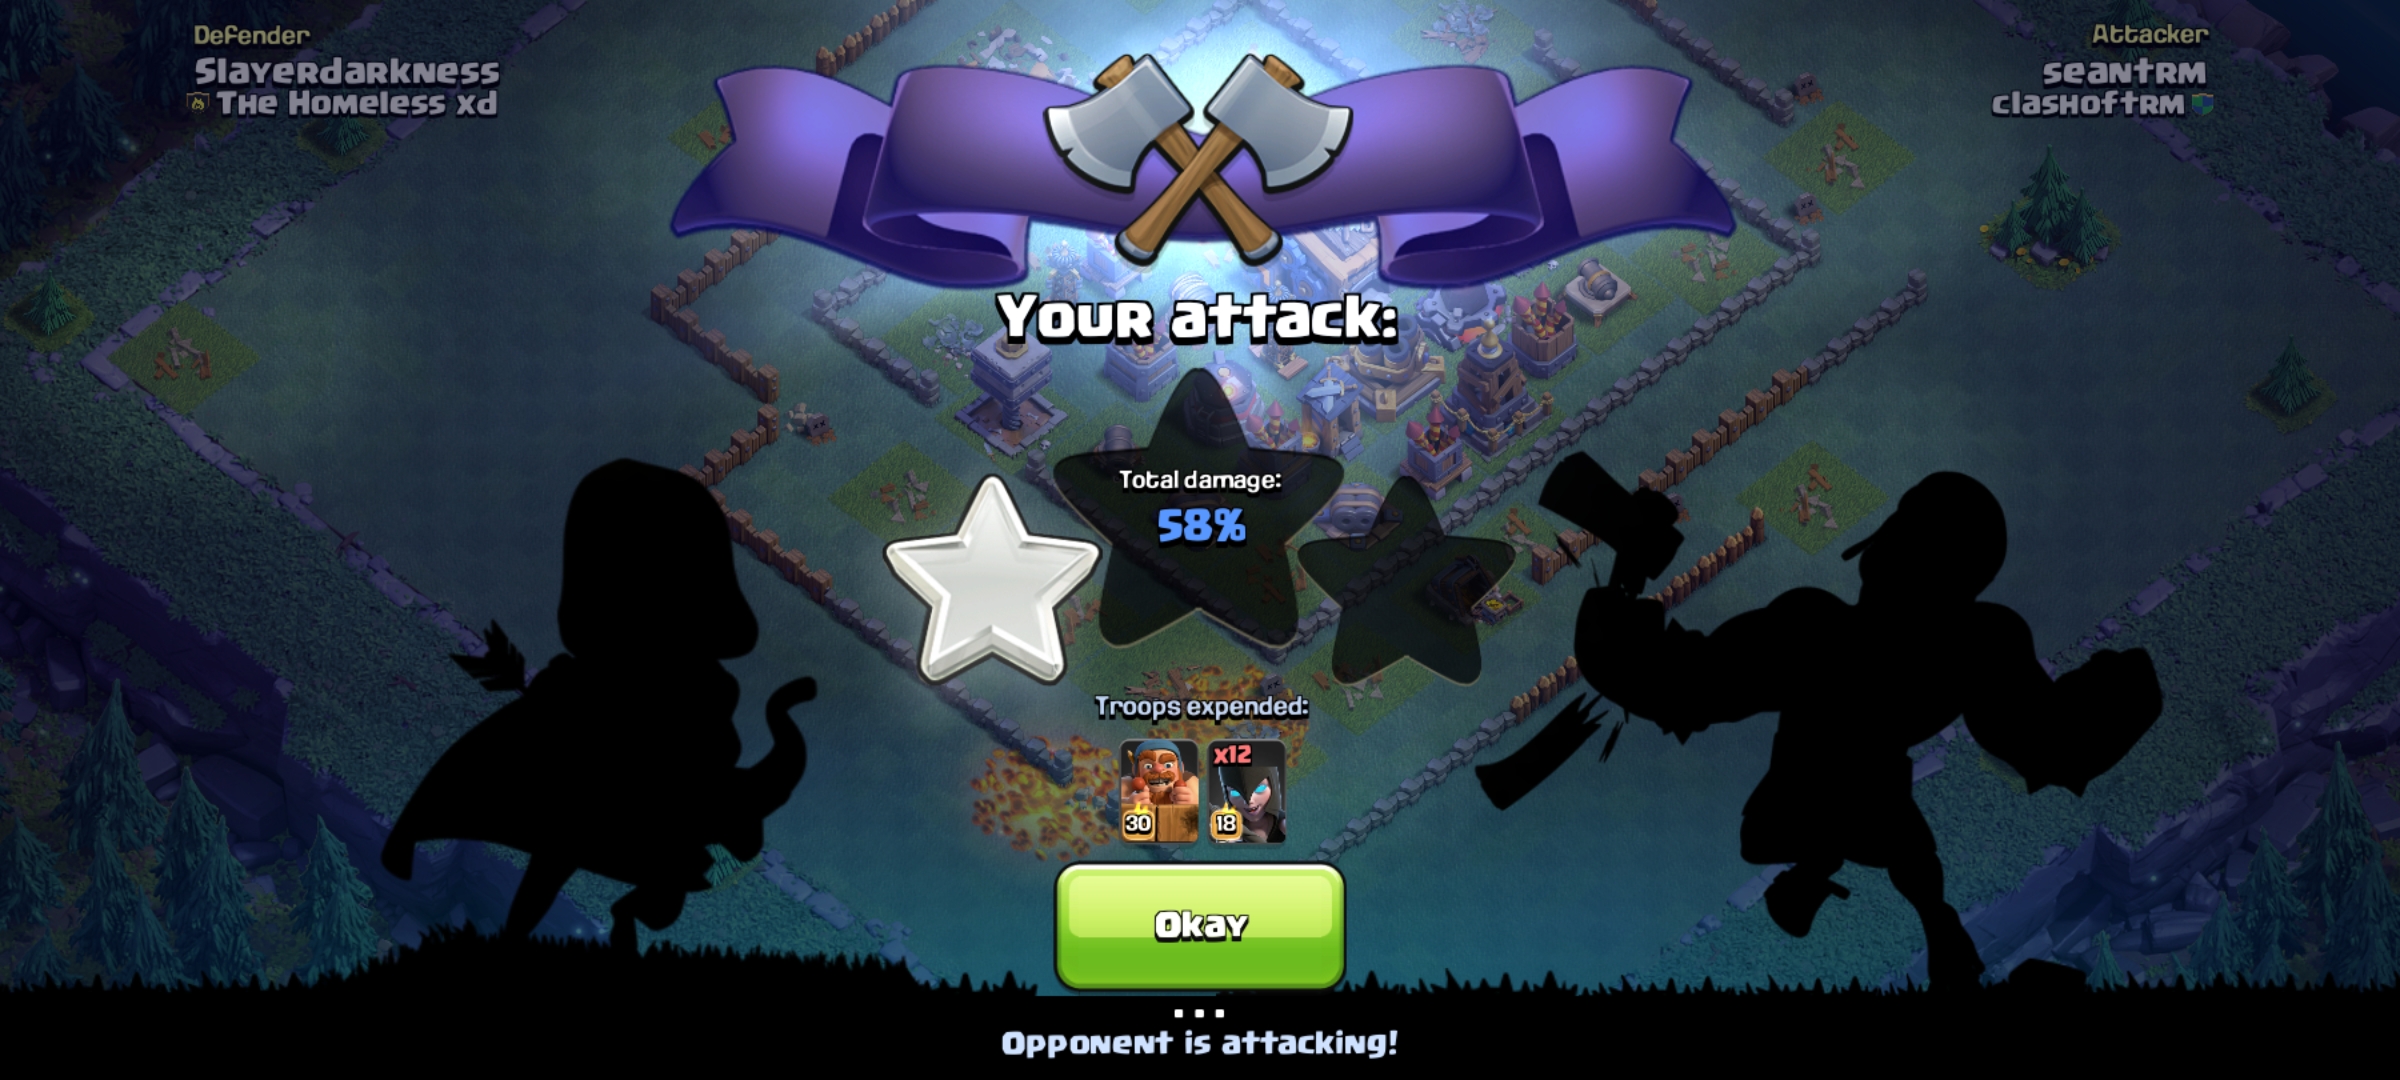 Defender
Slayerdarkness
The Homeless xd
Attacker
seantrm
clashoftrm
Your attack:
Total damage:
58%
Troops expended:
30
x12
18
Okay
...
Opponent is attacking!